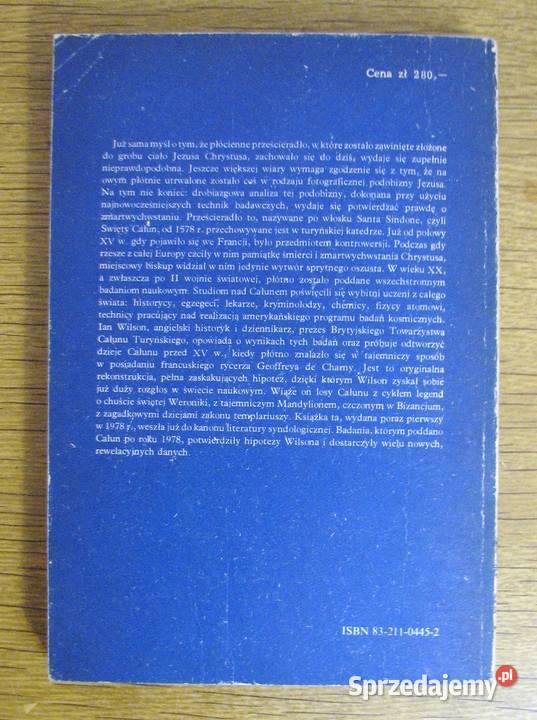 Cena zł 280,—
Już sama myśl o tym, że płócienne prześcieradło, w które zostało zawinięte złożone
do grobu ciało Jezusa Chrystusa, zachowało się do dziś, wydaje się zupełnie
nieprawdopodobna. Jeszcze większej wiary wymaga zgodzenie się z tym, że na
owym płótnie utrwalone zostało coś w rodzaju fotograficznej podobizny Jezusa.
Na tym nie koniec: drobiazgowa analiza tej podobizny, dokonana przy użyciu
najnowocześniejszych technik badawczych, wydaje się potwierdzać prawdę o
zmartwychwstaniu. Prześcieradło to, nazywane po włosku Santa Sindone, czyli
Święty Całun, od 1578 r. przechowywane jest w turyńskiej katedrze. Już od połowy
XV w. gdy pojawiło się we Francji, było przedmiotem kontrowersji. Podczas gdy
rzesze z całej Europy czciły w nim pamiątkę śmierci i zmartwychwstania Chrystusa,
miejscowy biskup widział w nim jedynie wytwór sprytnego oszusta. W wieku XX,
a zwłaszcza po II wojnie światowej, płótno zostało poddane wszechstronnym
badaniom naukowym. Studiom nad Całunem poświęcili się wybitni uczeni z całego
świata: historycy, egzegeci, lekarze, kryminolodzy, chemicy, fizycy atomowi,
technicy pracujący nad realizacją amerykańskiego programu badań kosmicznych.
Ian Wilson, angielski historyk i dziennikarz, prezes Brytyjskiego Towarzystwa
Całunu Turyńskiego, opowiada o wynikach tych badań oraz próbuje odtworzyć
dzieje Całunu przed XV w., kiedy płótno znalazło się w tajemniczy sposób
w posiadaniu francuskiego rycerza Geoffreya de Charny. Jest to oryginalna
rekonstrukcja, pełna zaskakujących hipotez, dzięki którym Wilson zyskał sobie
już duży rozgłos w świecie naukowym. Wiąże on losy Całunu z cyklem legend
o chuście świętej Weroniki, z tajemniczym Mandylionem, czczonym w Bizancjum,
z zagadkowymi dziejami zakonu templariuszy. Książka ta, wydana poraz pierwszy
w 1978 r., weszła już do kanonu literatury syndologicznej. Badania, którym poddano
Całun po roku 1978, potwierdziły hipotezy Wilsona i dostarczyły wielu nowych,
rewelacyjnych danych.
ISBN 83-211-0445-2
Sprzedajemy.pl